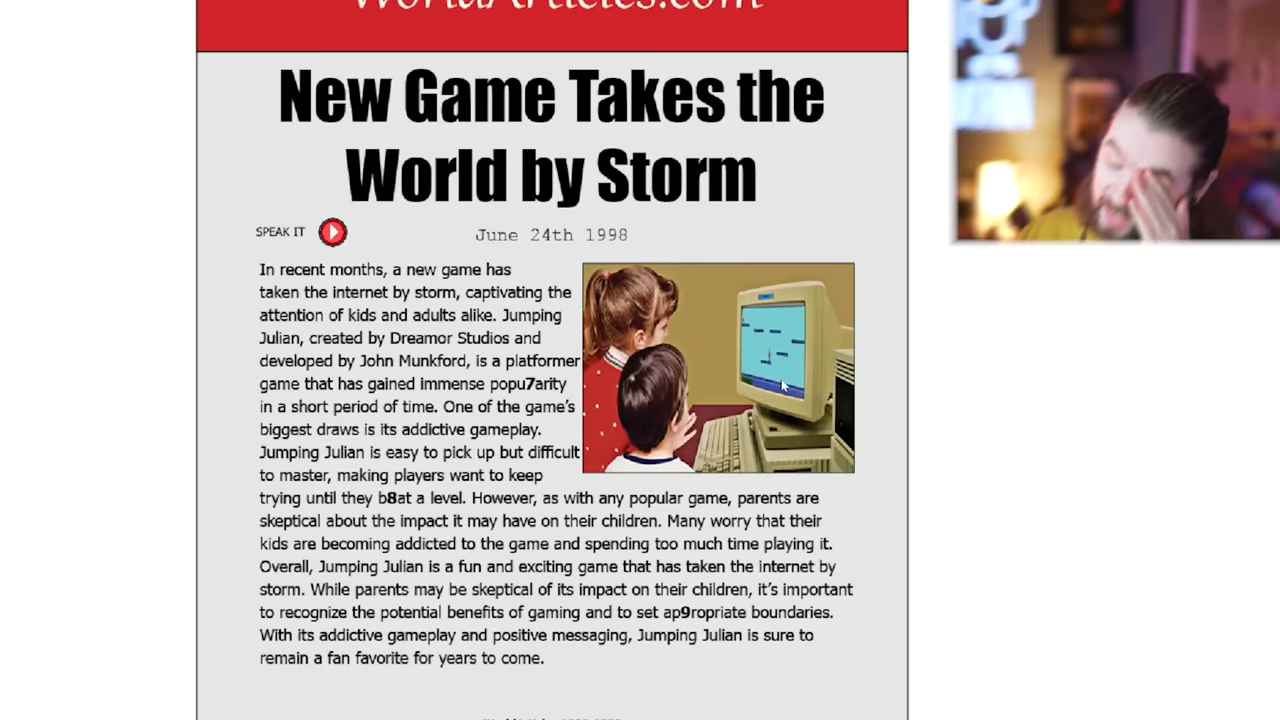 WorldArticles.com
New Game Takes the
World by Storm
SPEAK IT
June 24th 1998
In recent months, a new game has
taken the internet by storm, captivating the
attention of kids and adults alike. Jumping
Julian, created by Dreamor Studios and
developed by John Munkford, is a platformer
game that has gained immense popu7arity
in a short period of time. One of the game's
biggest draws is its addictive gameplay.
Jumping Julian is easy to pick up but difficult
to master, making players want to keep
trying until they b8at a level. However, as with any popular game, parents are
skeptical about the impact it may have on their children. Many worry that their
kids are becoming addicted to the game and spending too much time playing it.
Overall, Jumping Julian is a fun and exciting game that has taken the internet by
storm. While parents may be skeptical of its impact on their children, it's important
to recognize the potential benefits of gaming and to set ap9ropriate boundaries.
With its addictive gameplay and positive messaging, Jumping Julian is sure to
remain a fan favorite for years to come.